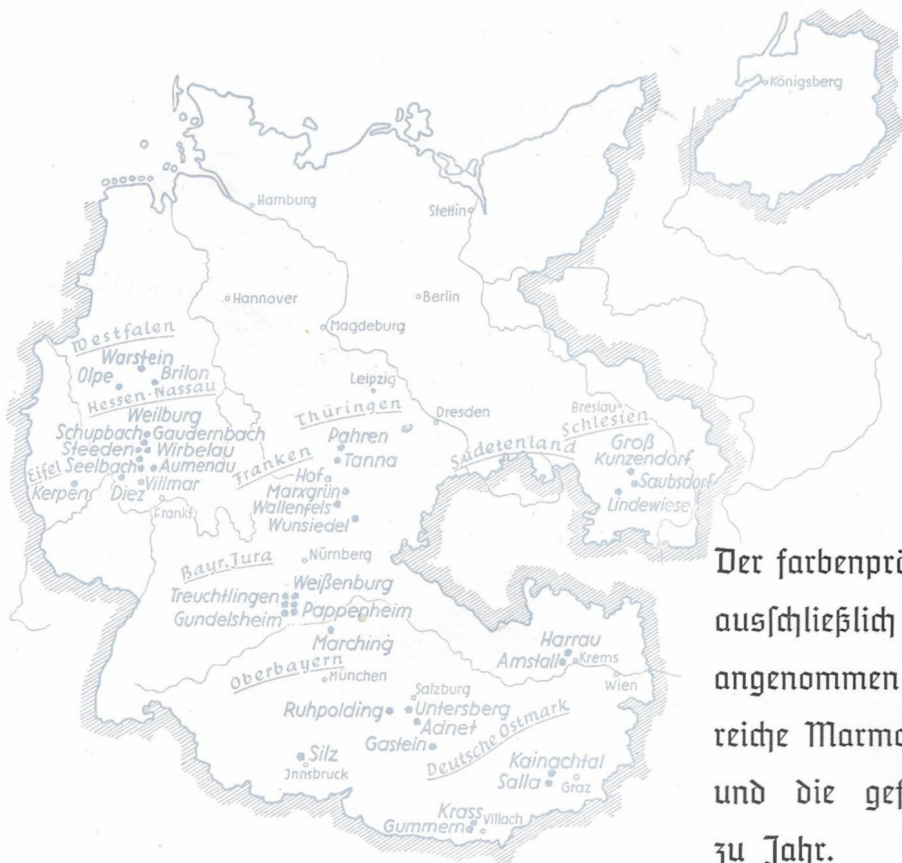 Königsberg
Hamburg
Stettin
Hannover
Berlin
Magdeburg
Westfalen
Warstein
Olpe
Brilon
Hessen-Nassau
Leipzig
Thüringen
Dresden
Breslau
Schlesien
Weilburg
Schupbach
Gaudernbach
Steeden
Wirbelau
Eifel
Seelbach
Aumenau
Kerpen
Diez
Villmar
Frankf.
Franken
Pahren
Tanna
Hof
Marxgrün
Wallenfels
Wunsiedel
Sudetenland
Groß
Kunzendorf
Saubsdorf
Lindewiese
Bayr. Jura
Nürnberg
Weißenburg
Treuchtlingen
Gundelsheim
Pappenheim
Marching
Oberbayern
München
Harrau
Amstall
Krems
Wien
Salzburg
Ruhpolding
Untersberg
Adnet
Gastein
Deutsche Ostmark
Silz
Jnnsbruck
Kainachtal
Salla
Graz
Krass
Gummern
Villach
Der farbenprä
ausſchließlich
angenommen
reiche Marmo
und die gef
zu Jahr.